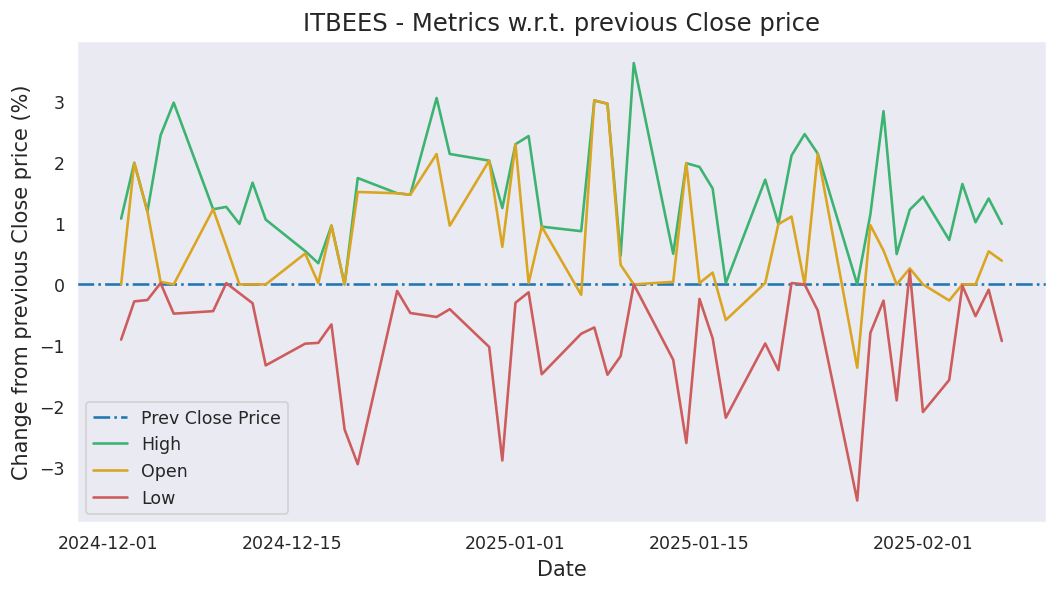 ITBEES - Metrics w.r.t. previous Close price
Change from previous Close price (%)
3
2
1
0
−1
−2
−3
Prev Close Price
High
Open
Low
2024-12-01 2024-12-15 2025-01-01 2025-01-15 2025-02-01
Date